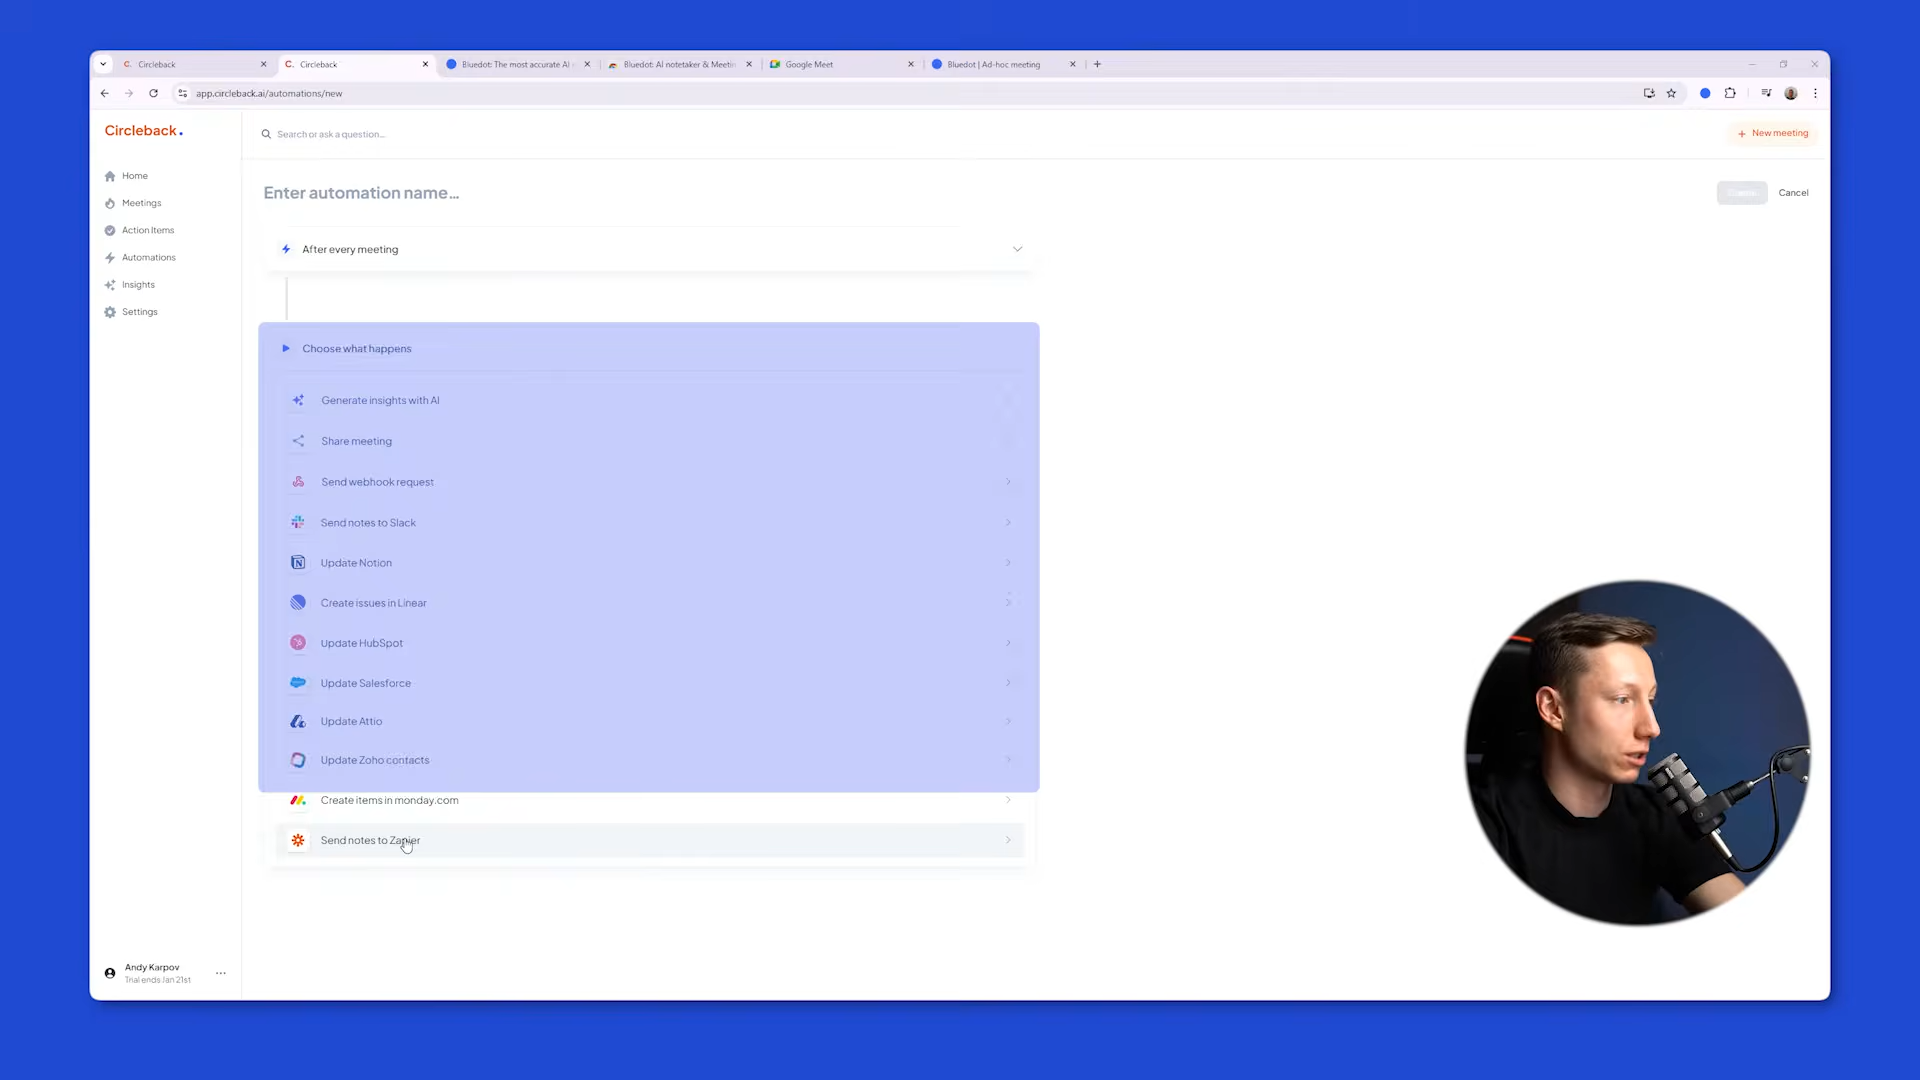 Circleback
Circleback
Bluedot: The most accurate AI
Bluedot: AI notetaker & Meetin
Google Meet
Bluedot | Ad-hoc meeting
app.circleback.ai/automations/new
Circleback.
Search or ask a question...
+ New meeting
Home
Meetings
Action Items
Automations
Insights
Settings
Enter automation name...
Cancel
After every meeting
Choose what happens
Generate insights with AI
Share meeting
Send webhook request
Send notes to Slack
Update Notion
Create issues in Linear
Update HubSpot
Update Salesforce
Update Attio
Update Zoho contacts
Create items in monday.com
Send notes to Zapier
Andy Karpov
Trial ends Jan 21st